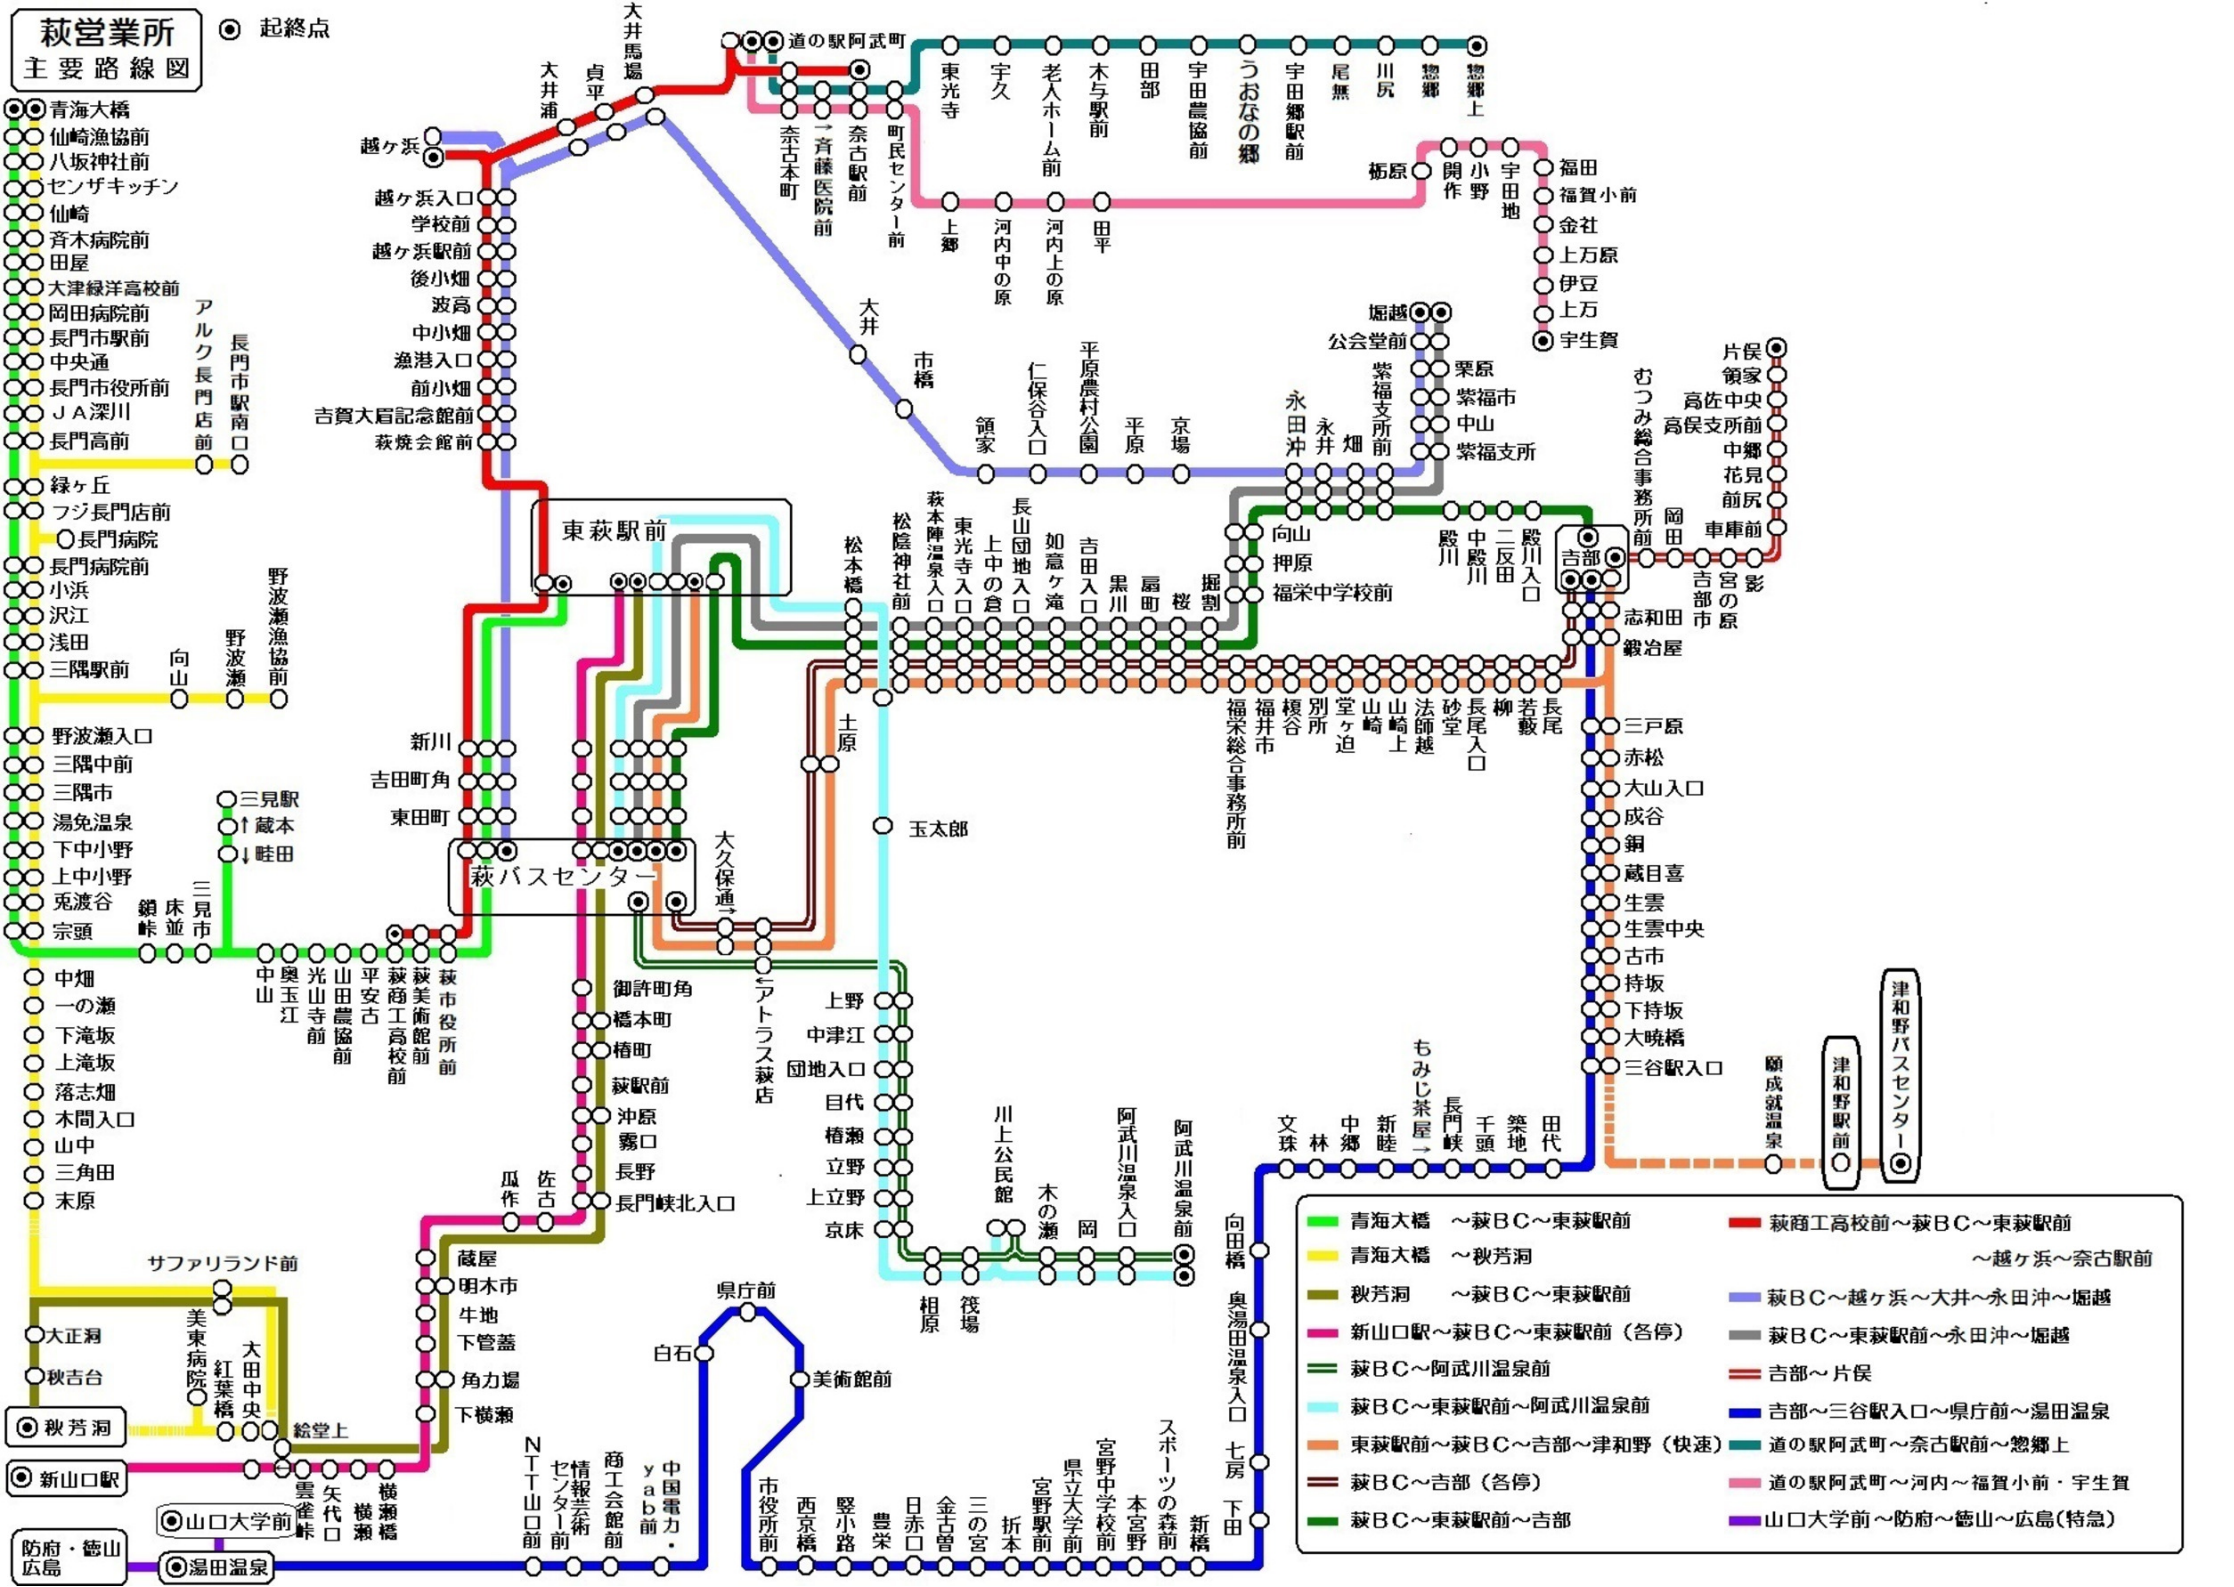 萩営業所
主要路線図
起終点
青海大橋
仙崎漁協前
八坂神社前
センザキッチン
仙崎
斉木病院前
田屋
大津緑洋高校前
岡田病院前
長門市駅前
中央通
長門市役所前
ＪＡ深川
長門高前
アルク長門店前
長門市駅南口
緑ヶ丘
フジ長門店前
長門病院
長門病院前
小浜
沢江
浅田
三隅駅前
向山
野波瀬
野波瀬漁協前
野波瀬入口
三隅中前
三隅市
湯免温泉
下中小野
上中小野
兎渡谷
宗頭
中畑
一の瀬
下滝坂
上滝坂
落志畑
木間入口
山中
三角田
末原
サファリランド前
大正洞
秋吉台
秋芳洞
美東病院
紅葉橋
大田中央
絵堂上
新山口駅
山口大学前
防府・徳山
広島
湯田温泉
三見駅
↑蔵本
↓畦田
鎖峠
床並
三見市
中山
奥玉江
光山寺前
山田農協前
平安古
萩商工高校前
萩美術館前
萩市役所前
越ヶ浜
大井浦
貞平
大井馬場
越ヶ浜入口
学校前
越ヶ浜駅前
後小畑
波高
中小畑
漁港入口
前小畑
吉賀大眉記念館前
萩焼会館前
東萩駅前
新川
吉田町角
東田町
萩バスセンター
大久保通→
←アトラス萩店
土原
御許町角
橋本町
椿町
萩駅前
沖原
霧口
長野
長門峡北入口
佐古
瓜作
蔵屋
明木市
牛地
下管蓋
角力場
下横瀬
横瀬橋
横瀬
矢代口
雲雀峠
道の駅阿武町
奈古本町
→斉藤医院前
奈古駅前
町民センター前
東光寺
宇久
老人ホーム前
木与駅前
田部
宇田農協前
うおなの郷
宇田郷駅前
尾無
川尻
惣郷
惣郷上
上郷
河内中の原
河内上の原
田平
栃原
開作
小野
宇田地
福田
福賀小前
金社
上万原
伊豆
上万
宇生賀
大井
市橋
領家
仁保谷入口
平原農村公園
平原
京場
永田沖
永井
畑
紫福支所前
堀越
公会堂前
栗原
紫福市
中山
紫福支所
松本橋
松陰神社前
萩本陣温泉入口
東光寺入口
上中の倉
長山団地入口
如意ヶ滝
吉田入口
黒川
扇町
桜
掘割
向山
押原
福栄中学校前
殿川
中殿川
二反田
殿川入口
吉部
むつみ総合事務所前
岡田
吉部市
宮の原
影
車庫前
前尻
花見
中郷
高俣支所前
高佐中央
領家
片俣
福栄総合事務所前
福井市
榎谷
別所
堂ヶ迫
山崎
山崎上
法師越
砂堂
長尾入口
柳
若藪
長尾
志和田
鍛冶屋
三戸原
赤松
大山入口
成谷
銅
蔵目喜
生雲
生雲中央
古市
持坂
下持坂
大暁橋
三谷駅入口
願成就温泉
津和野駅前
津和野バスセンター
玉太郎
上野
中津江
団地入口
目代
椿瀬
立野
上立野
京床
相原
筏場
川上公民館
木の瀬
岡
阿武川温泉入口
阿武川温泉前
文珠
林
中郷
新睦
もみじ茶屋→
長門峡
千頭
築地
田代
向田橋
奥湯田温泉入口
七房
下田
新橋
スポーツの森前
本宮野
宮野中学校前
県立大学前
宮野駅前
折本
三の宮
金古曽
日赤口
豊栄
竪小路
西京橋
市役所前
美術館前
県庁前
白石
中国電力・
ｙａｂ前
商工会館前
情報芸術
センター前
ＮＴＴ山口前
青海大橋　～萩ＢＣ～東萩駅前
青海大橋　～秋芳洞
秋芳洞　～萩ＢＣ～東萩駅前
新山口駅～萩ＢＣ～東萩駅前（各停）
萩ＢＣ～阿武川温泉前
萩ＢＣ～東萩駅前～阿武川温泉前
東萩駅前～萩ＢＣ～吉部～津和野（快速）
萩ＢＣ～吉部（各停）
萩ＢＣ～東萩駅前～吉部
萩商工高校前～萩ＢＣ～東萩駅前
～越ヶ浜～奈古駅前
萩ＢＣ～越ヶ浜～大井～永田沖～堀越
萩ＢＣ～東萩駅前～永田沖～堀越
吉部～片俣
吉部～三谷駅入口～県庁前～湯田温泉
道の駅阿武町～奈古駅前～惣郷上
道の駅阿武町～河内～福賀小前・宇生賀
山口大学前～防府～徳山～広島(特急)